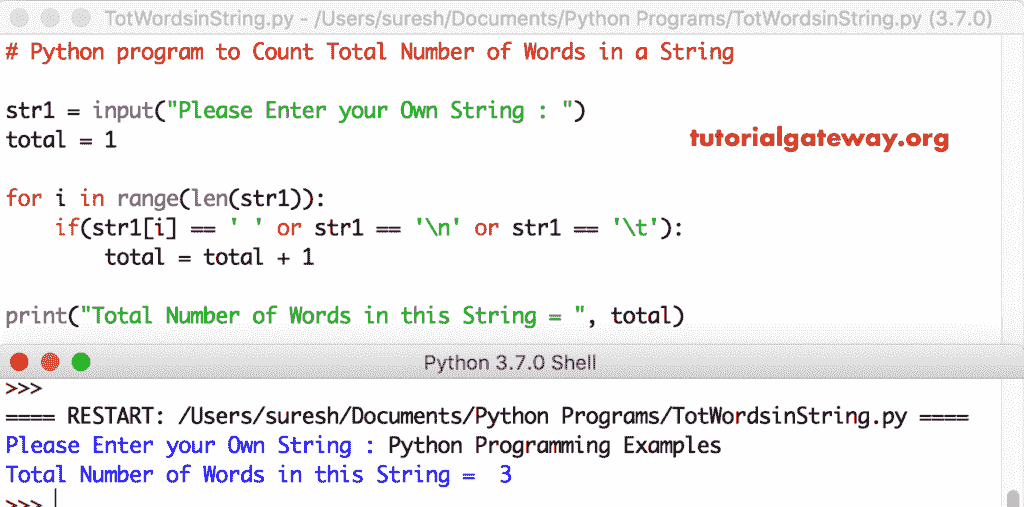 TotWordsinString.py - /Users/suresh/Documents/Python Programs/TotWordsinString.py (3.7.0)
# Python program to Count Total Number of Words in a String
str1 = input("Please Enter your Own String : ")
total = 1
tutorialgateway.org
for i in range(len(str1)):
    if(str1[i] == ' ' or str1 == '\n' or str1 == '\t'):
        total = total + 1
print("Total Number of Words in this String = ", total)
Python 3.7.0 Shell
>>>
==== RESTART: /Users/suresh/Documents/Python Programs/TotWordsinString.py ====
Please Enter your Own String : Python Programming Examples
Total Number of Words in this String =  3
>>>